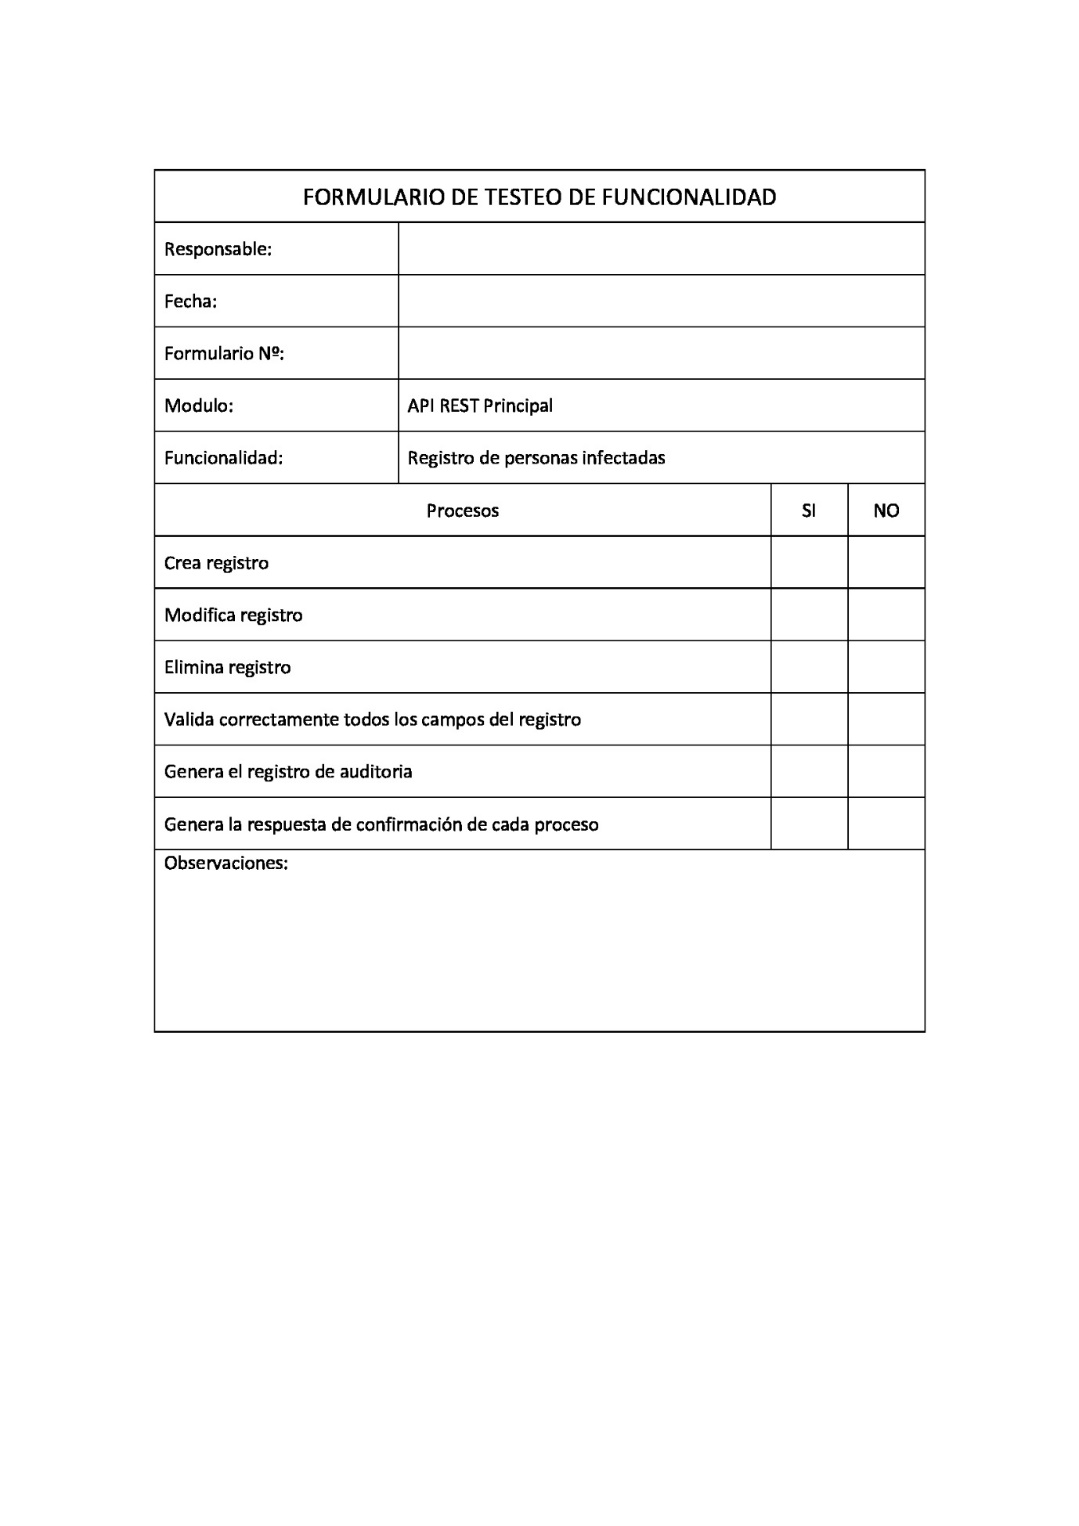 FORMULARIO DE TESTEO DE FUNCIONALIDAD
Responsable:
Fecha:
Formulario Nº:
Modulo: API REST Principal
Funcionalidad: Registro de personas infectadas
Procesos SI NO
Crea registro
Modifica registro
Elimina registro
Valida correctamente todos los campos del registro
Genera el registro de auditoria
Genera la respuesta de confirmación de cada proceso
Observaciones: